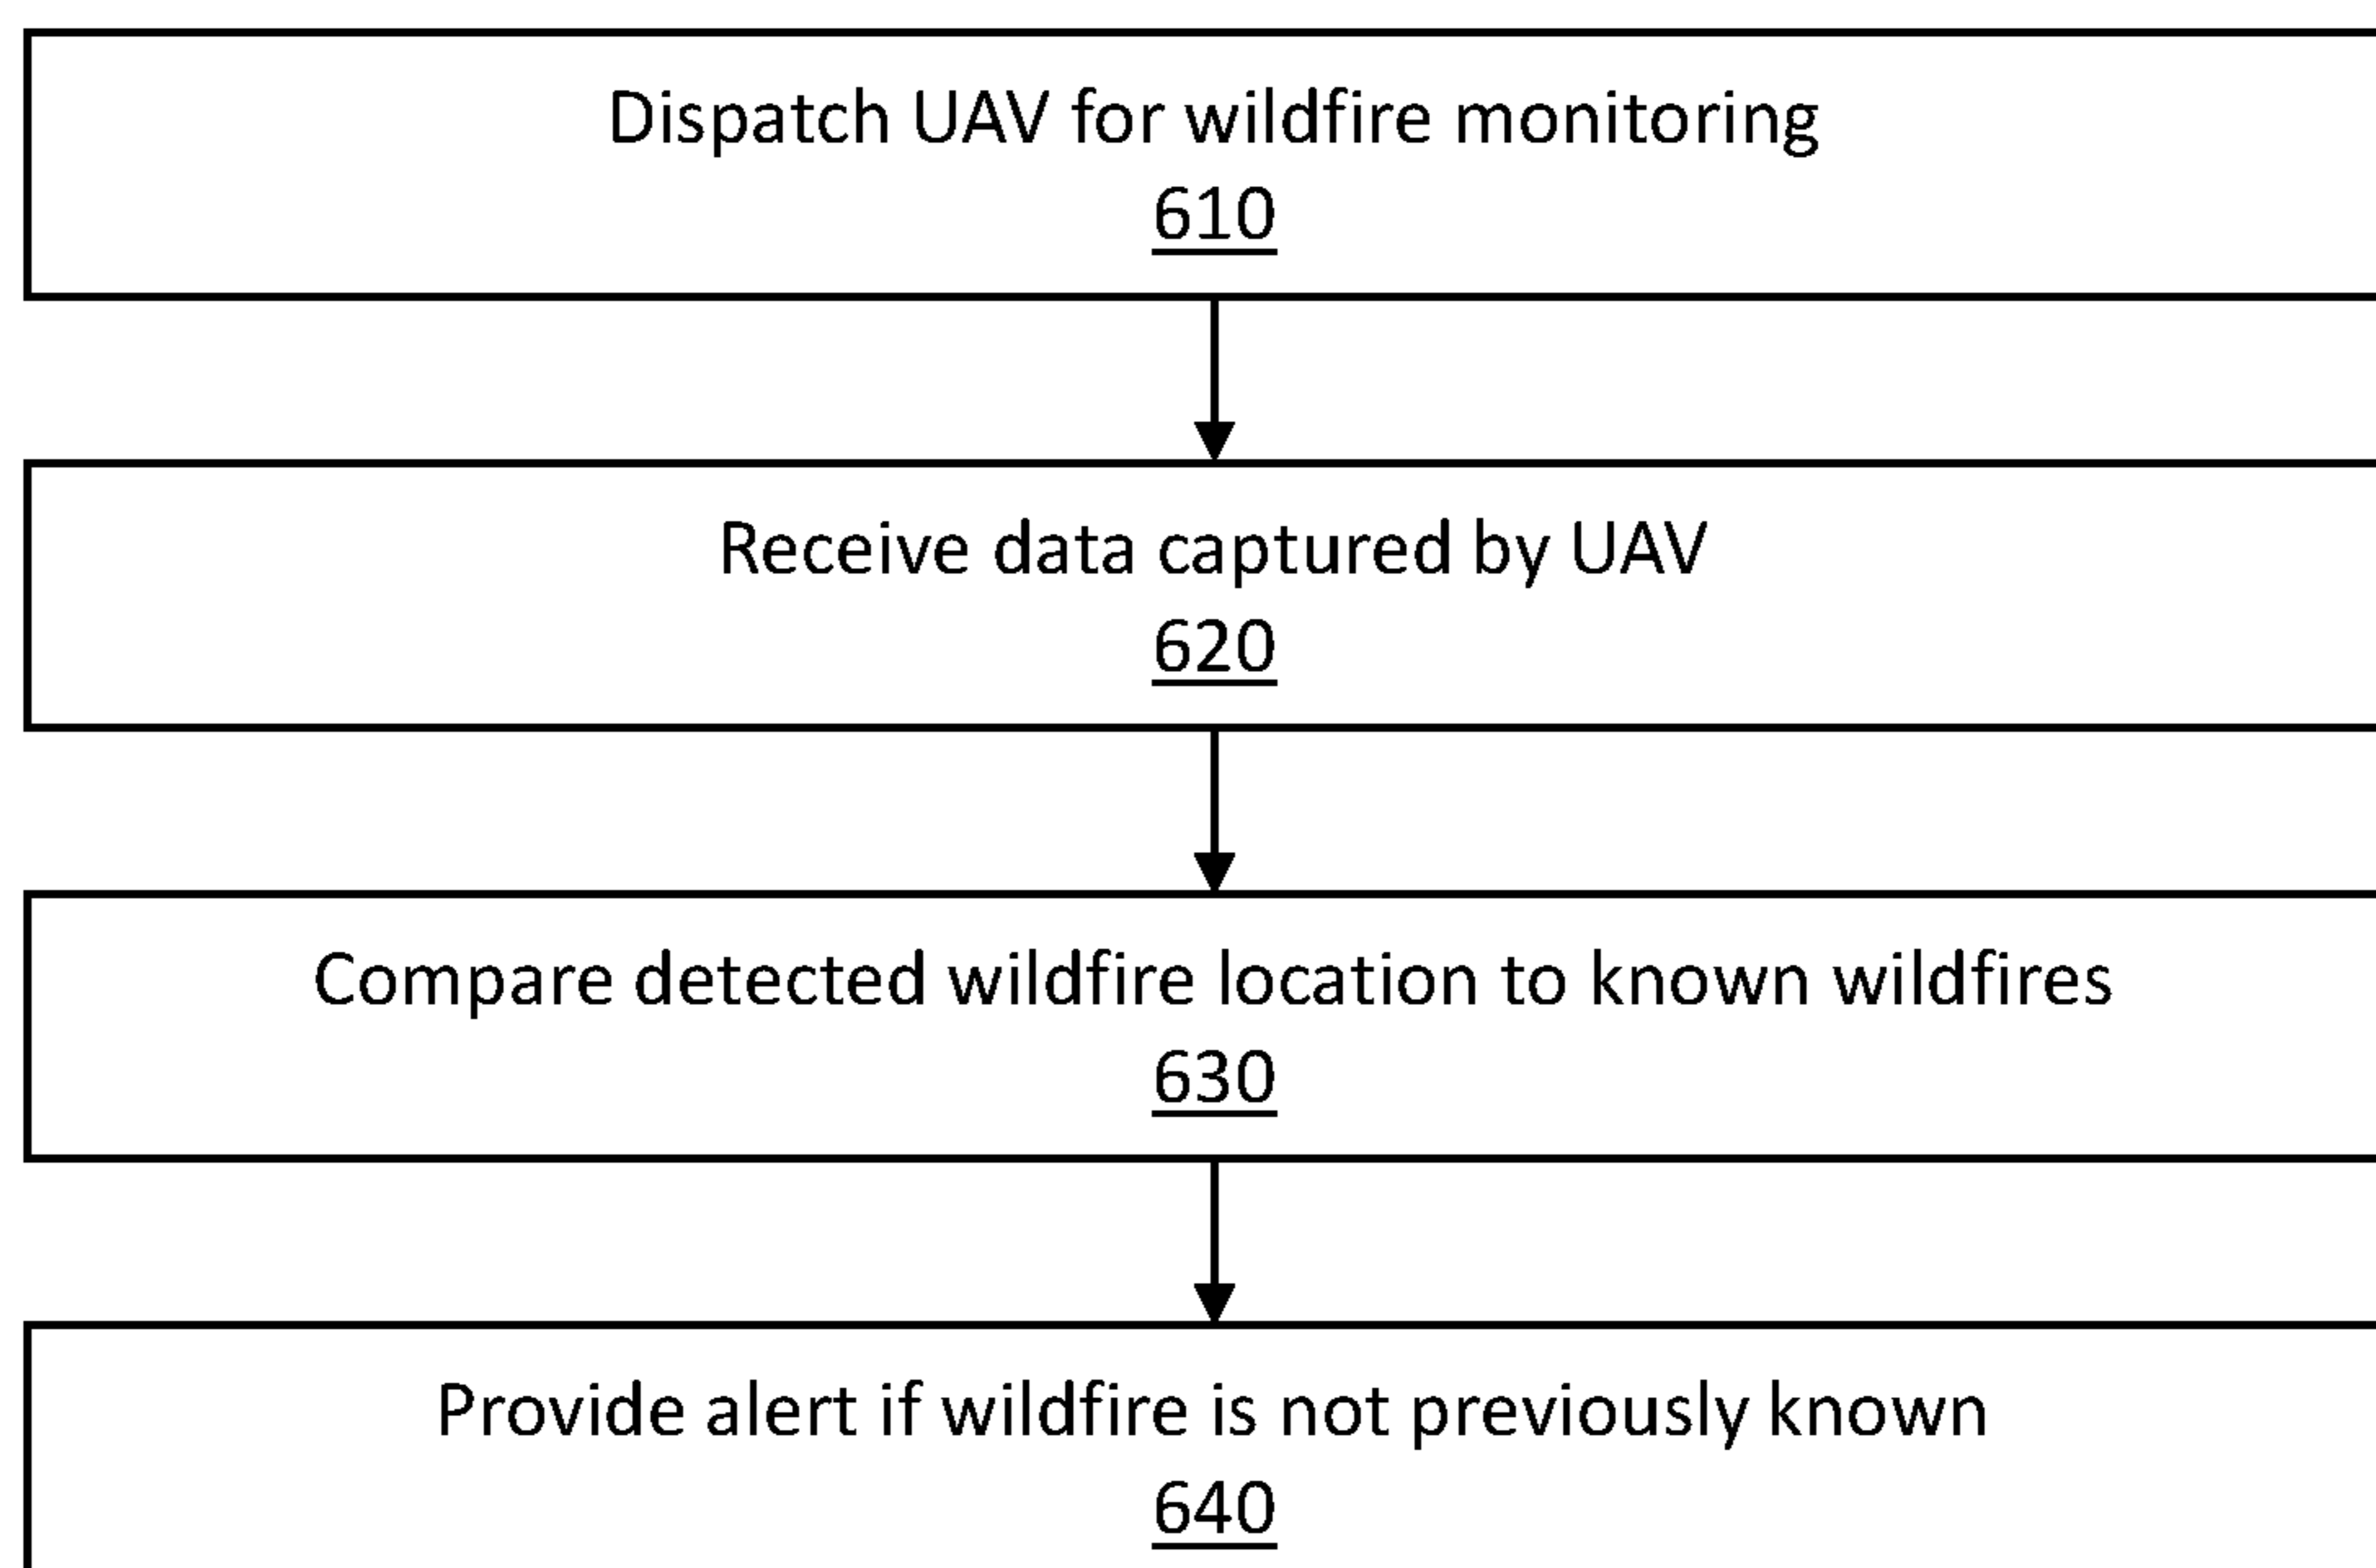 Dispatch UAV for wildfire monitoring
610
Receive data captured by UAV
620
Compare detected wildfire location to known wildfires
630
Provide alert if wildfire is not previously known
640